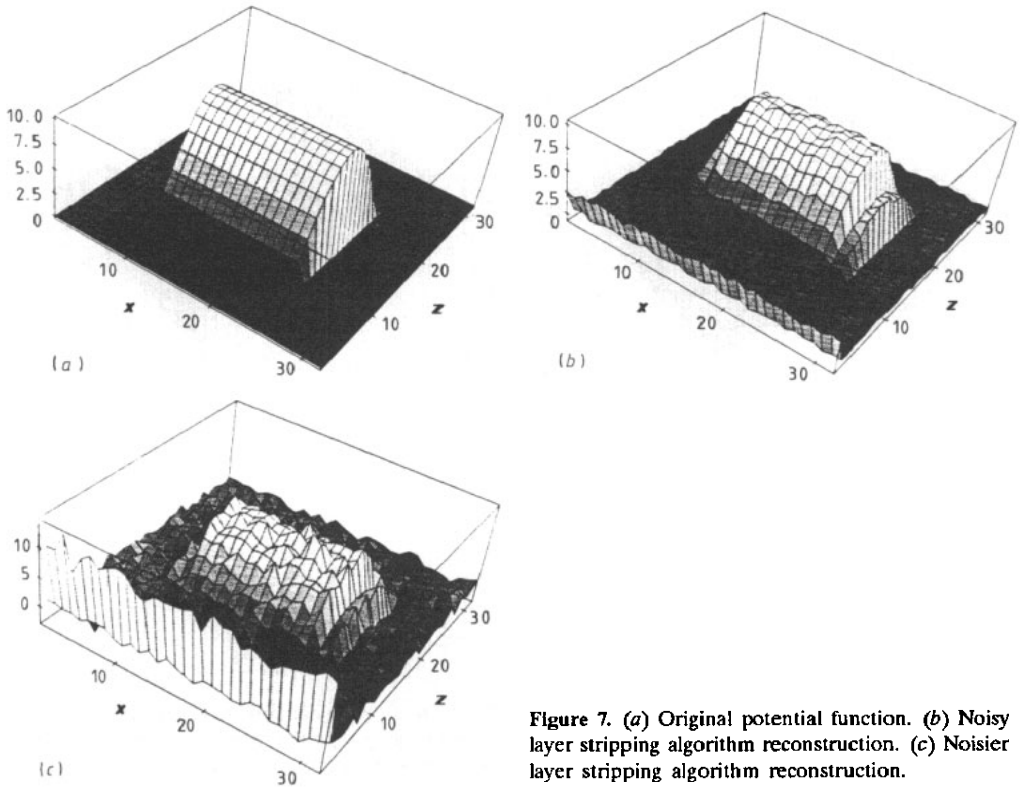 10.0
7.5
5.0
2.5
0
10
x
20
30
10
z
20
30
(a)
10.0
7.5
5.0
2.5
0
10
x
20
30
10
z
20
30
(b)
10
5
0
10
x
20
30
10
z
20
30
(c)
Figure 7. (a) Original potential function. (b) Noisy
layer stripping algorithm reconstruction. (c) Noisier
layer stripping algorithm reconstruction.